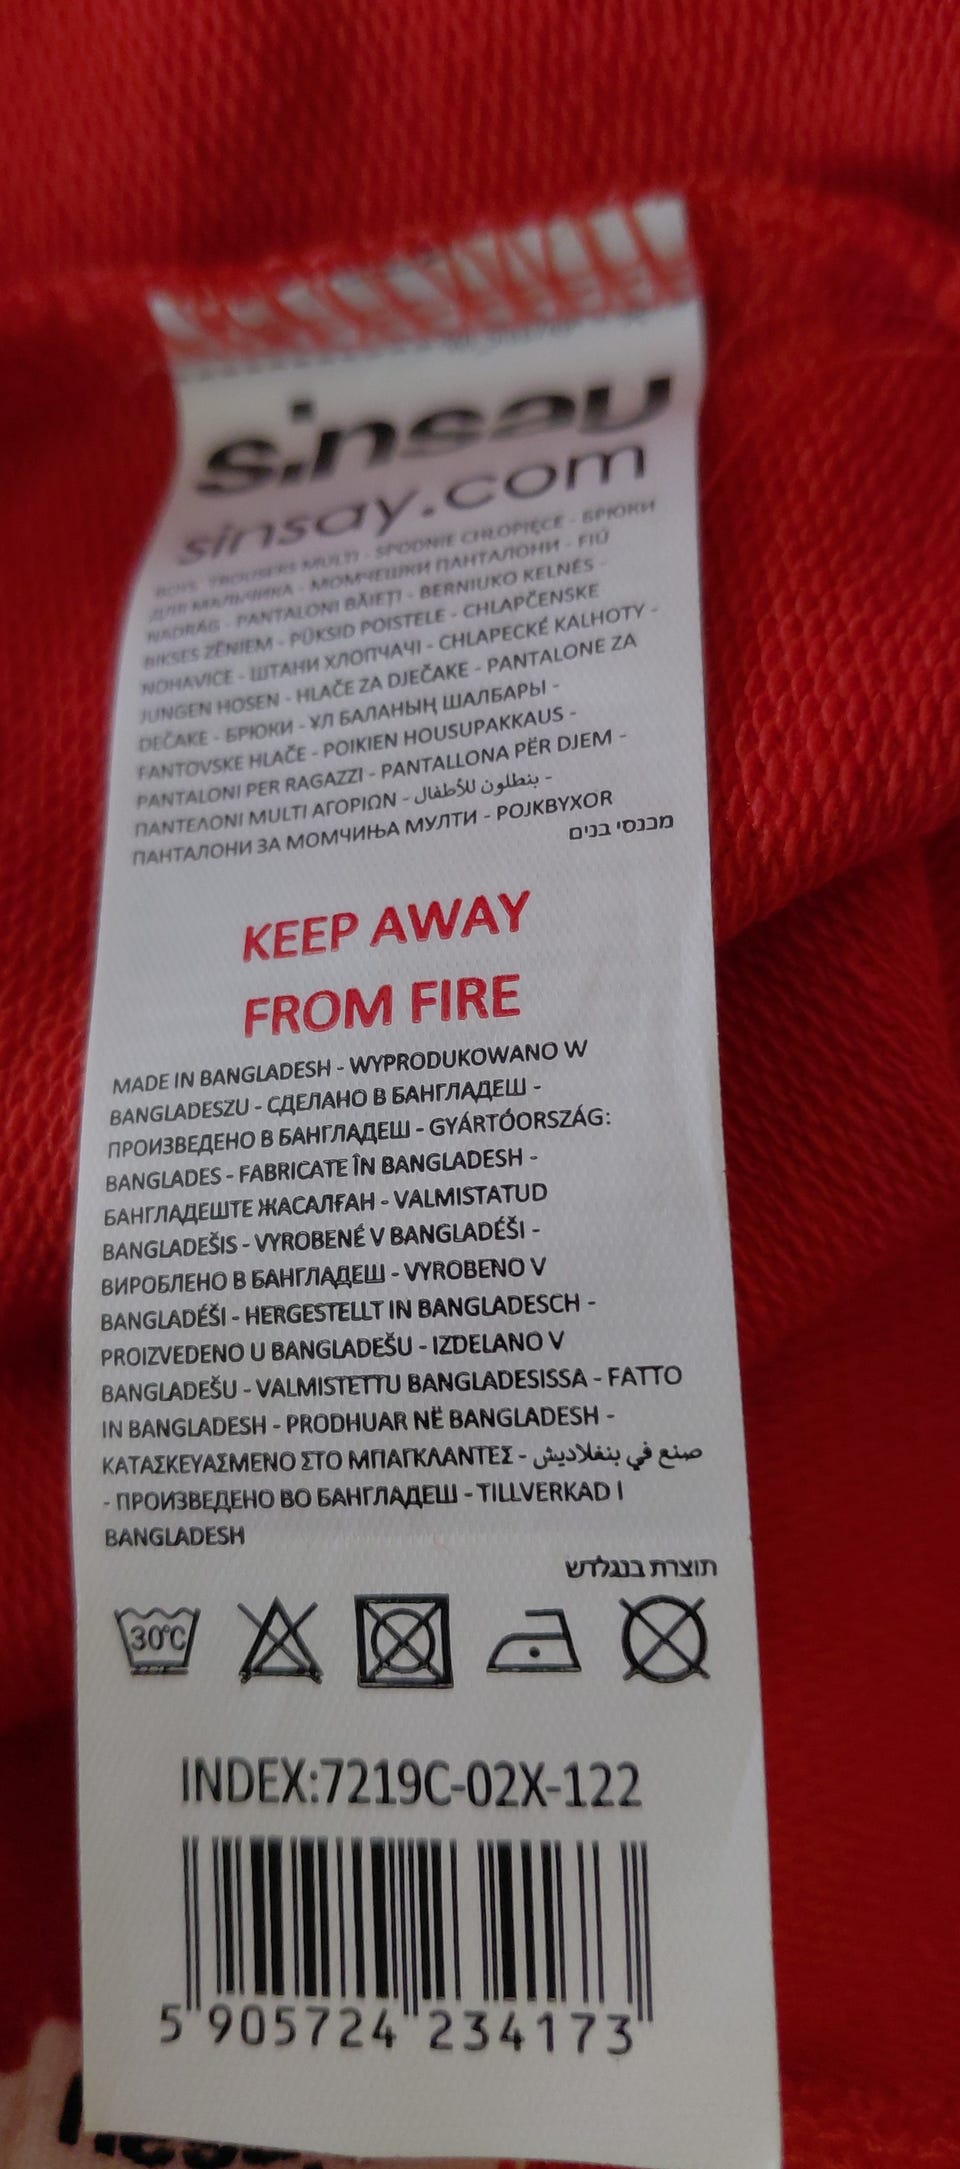 sinsay
sinsay.com
BOYS. TROUSERS MULTI - SPODNIE CHŁOPIĘCE - БРЮКИ
ДЛЯ МАЛЬЧИКА - МОМЧЕШКИ ПАНТАЛОНИ - FIÚ
NADRÁG - PANTALONI BĂIEȚI - BERNIUKO KELNĖS -
BIKSES ZĒNIEM - PÜKSID POISTELE - CHLAPČENSKE
NOHAVICE - ШТАНИ ХЛОПЧАЧІ - CHLAPECKÉ KALHOTY -
JUNGEN HOSEN - HLAČE ZA DJEČAKE - PANTALONE ZA
DEČAKE - БРЮКИ - ҰЛ БАЛАНЫҢ ШАЛБАРЫ -
FANTOVSKE HLAČE - POIKIEN HOUSUPAKKAUS -
PANTALONI PER RAGAZZI - PANTALLONA PËR DJEM -
ΠΑΝΤΕΛΟΝΙ MULTI ΑΓΟΡΙΩΝ - بنطلون للأطفال -
ПАНТАЛОНИ ЗА МОМЧИЊА МУЛТИ - POJKBYXOR
מכנסי בנים
KEEP AWAY
FROM FIRE
MADE IN BANGLADESH - WYPRODUKOWANO W
BANGLADESZU - СДЕЛАНО В БАНГЛАДЕШ -
ПРОИЗВЕДЕНО В БАНГЛАДЕШ - GYÁRTÓORSZÁG:
BANGLADES - FABRICATE ÎN BANGLADESH -
БАНГЛАДЕШТЕ ЖАСАЛҒАН - VALMISTATUD
BANGLADEŠIS - VYROBENÉ V BANGLADÉŠI -
ВИРОБЛЕНО В БАНГЛАДЕШ - VYROBENO V
BANGLADÉŠI - HERGESTELLT IN BANGLADESCH -
PROIZVEDENO U BANGLADEŠU - IZDELANO V
BANGLADEŠU - VALMISTETTU BANGLADESISSA - FATTO
IN BANGLADESH - PRODHUAR NË BANGLADESH -
ΚΑΤΑΣΚΕΥΑΣΜΕΝΟ ΣΤΟ ΜΠΑΓΚΛΑΝΤΕΣ - صنع في بنغلاديش
- ПРОИЗВЕДЕНО ВО БАНГЛАДЕШ - TILLVERKAD I
BANGLADESH
תוצרת בנגלדש
30°C
INDEX:7219C-02X-122
5 905724 234173